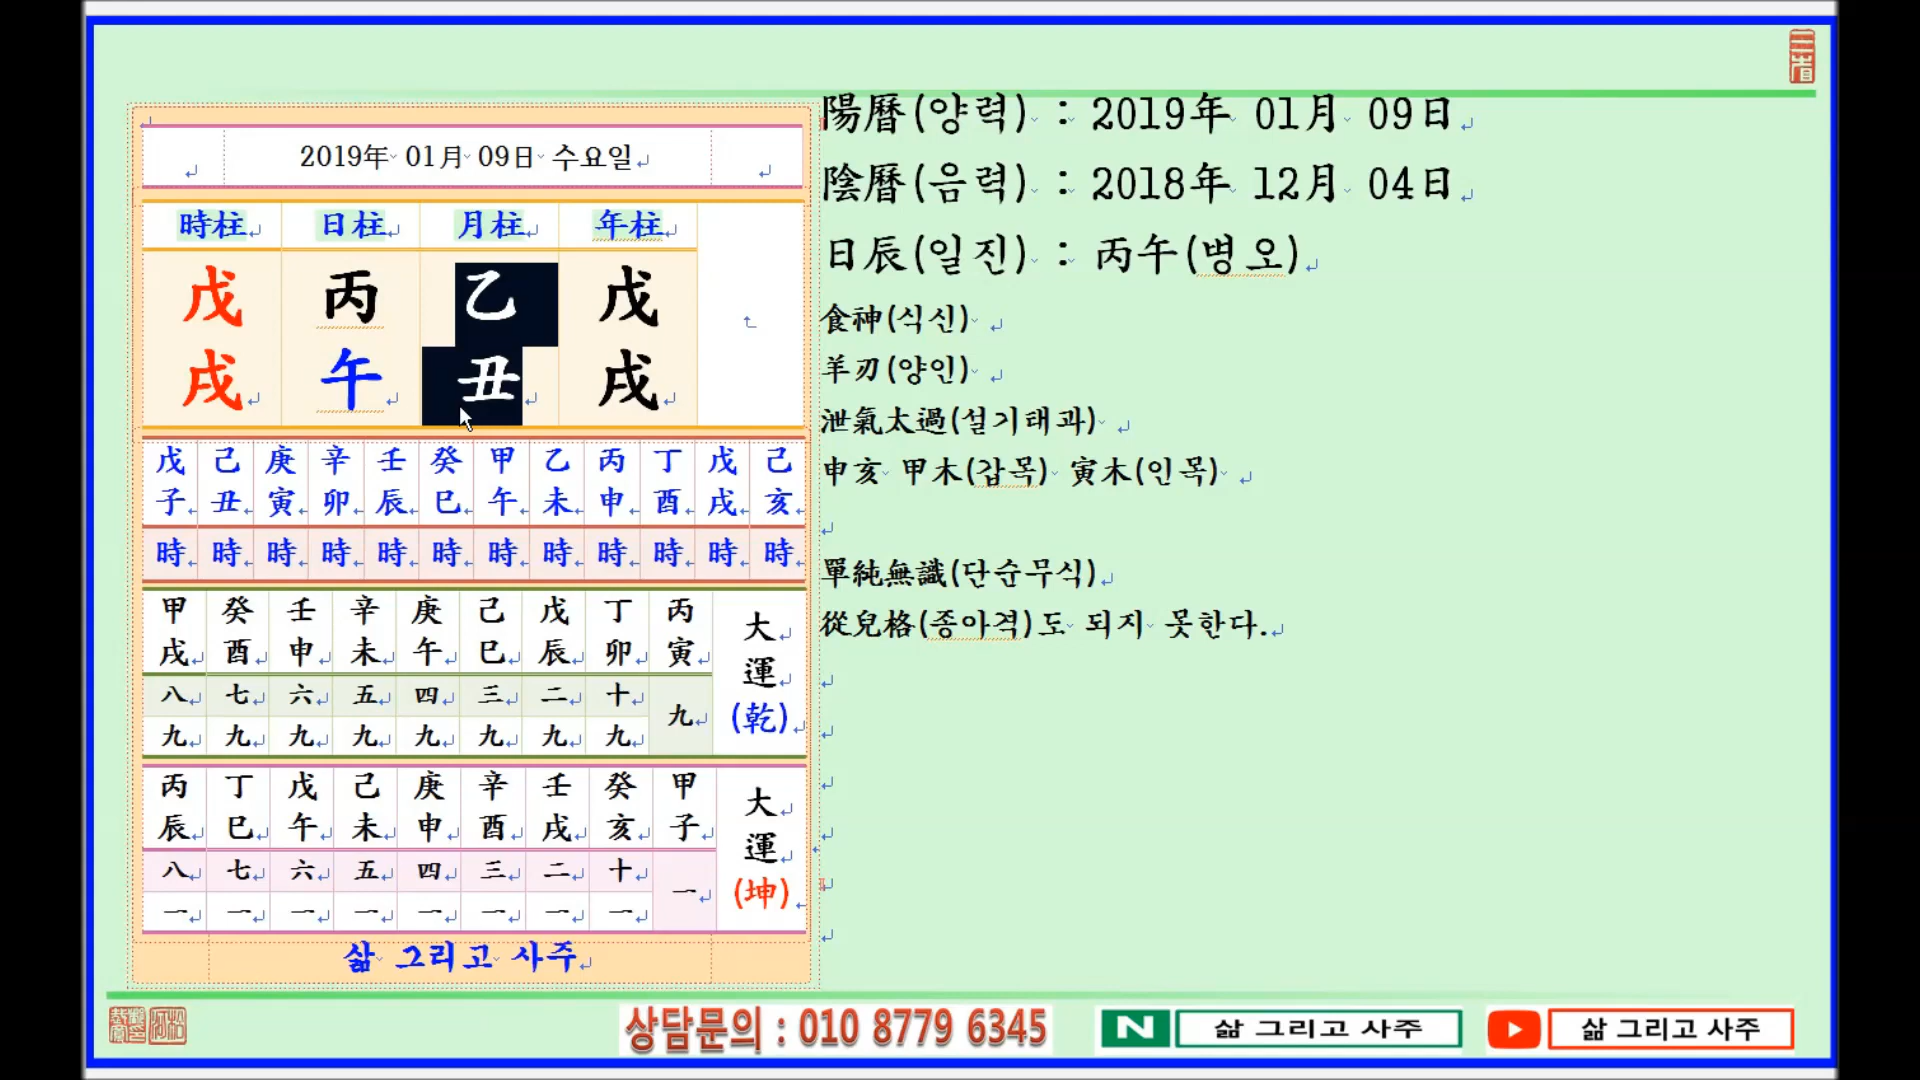 2019年 01月 09日 수요일
時柱 日柱 月柱 年柱
戊 丙 乙 戊
戌 午 丑 戌
戊 己 庚 辛 壬 癸 甲 乙 丙 丁 戊 己
子 丑 寅 卯 辰 巳 午 未 申 酉 戌 亥
時 時 時 時 時 時 時 時 時 時 時 時
甲 癸 壬 辛 庚 己 戊 丁 丙
戌 酉 申 未 午 巳 辰 卯 寅
八 七 六 五 四 三 二 十
九 九 九 九 九 九 九 九 九
大
運
(乾)
丙 丁 戊 己 庚 辛 壬 癸 甲
辰 巳 午 未 申 酉 戌 亥 子
八 七 六 五 四 三 二 十
一 一 一 一 一 一 一 一 一
大
運
(坤)
삶 그리고 사주
陽曆(양력) : 2019年 01月 09日
陰曆(음력) : 2018年 12月 04日
日辰(일진) : 丙午(병오)
食神(식신)
羊刃(양인)
泄氣太過(설기태과)
申亥 甲木(갑목) 寅木(인목)
單純無識(단순무식)
從兒格(종아격)도 되지 못한다.
상담문의 : 010 8779 6345
N 삶 그리고 사주
삶 그리고 사주